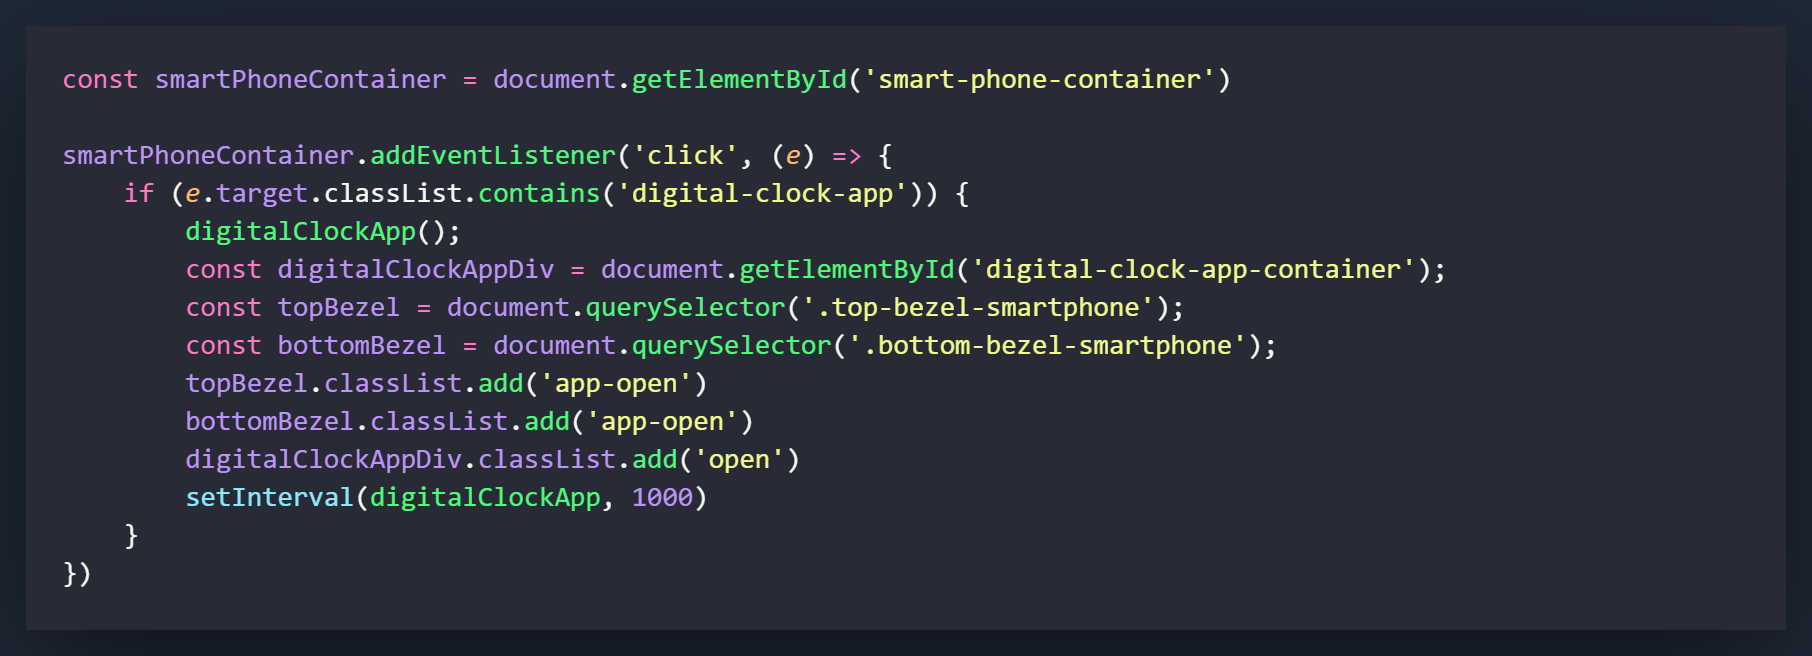 const smartPhoneContainer = document.getElementById('smart-phone-container')

smartPhoneContainer.addEventListener('click', (e) => {
    if (e.target.classList.contains('digital-clock-app')) {
        digitalClockApp();
        const digitalClockAppDiv = document.getElementById('digital-clock-app-container');
        const topBezel = document.querySelector('.top-bezel-smartphone');
        const bottomBezel = document.querySelector('.bottom-bezel-smartphone');
        topBezel.classList.add('app-open')
        bottomBezel.classList.add('app-open')
        digitalClockAppDiv.classList.add('open')
        setInterval(digitalClockApp, 1000)
    }
})